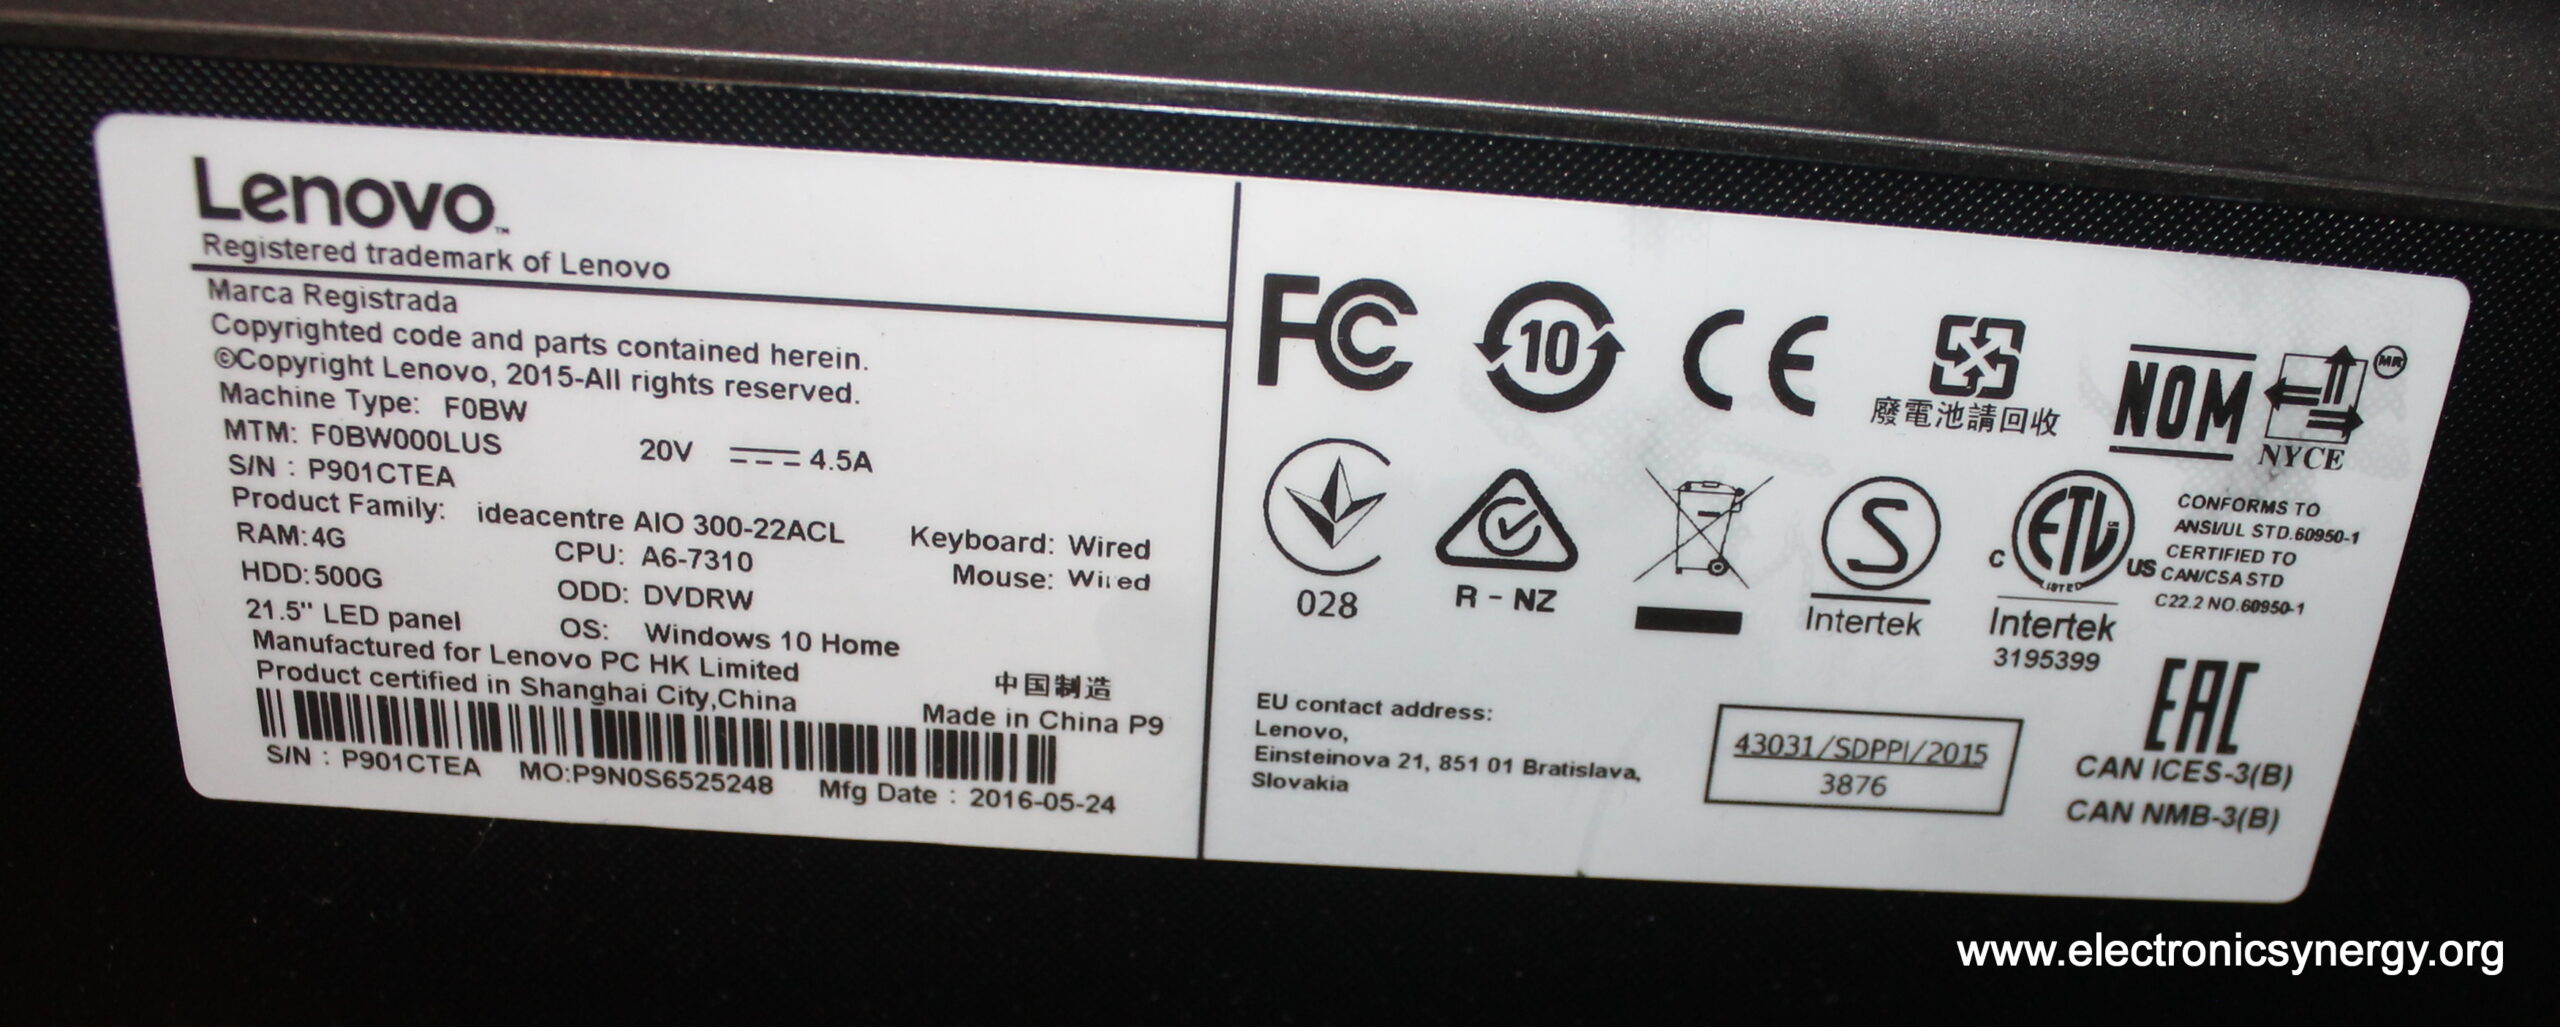 Lenovo™
Registered trademark of Lenovo
Marca Registrada
Copyrighted code and parts contained herein.
©Copyright Lenovo, 2015-All rights reserved.
Machine Type: F0BW
MTM: F0BW000LUS
20V 4.5A
S/N : P901CTEA
Product Family: ideacentre AIO 300-22ACL
Keyboard: Wired
RAM:4G CPU: A6-7310
Mouse: Wired
HDD:500G ODD: DVDRW
21.5" LED panel OS: Windows 10 Home
Manufactured for Lenovo PC HK Limited
中国制造
Product certified in Shanghai City,China
Made in China P9
S/N : P901CTEA MO:P9N0S6525248 Mfg Date : 2016-05-24
FC 10 CE
廢電池請回收
NOM
MR
NYCE
028
R - NZ
S
Intertek
C ETL US
LISTED
Intertek
3195399
CONFORMS TO
ANSI/UL STD.60950-1
CERTIFIED TO
CAN/CSA STD
C22.2 NO.60950-1
EU contact address:
Lenovo,
Einsteinova 21, 851 01 Bratislava,
Slovakia
43031/SDPPI/2015
3876
EAC
CAN ICES-3(B)
CAN NMB-3(B)
www.electronicsynergy.org